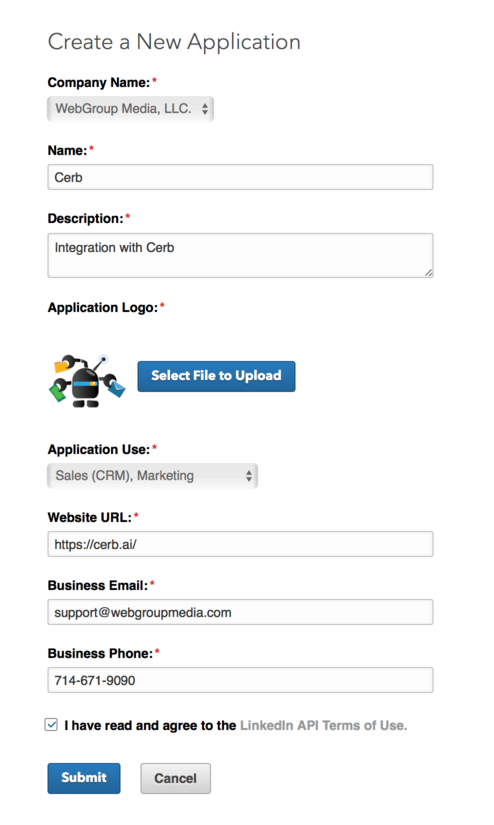 Create a New Application
Company Name:*
WebGroup Media, LLC.
Name:*
Cerb
Description:*
Integration with Cerb
Application Logo:*
Select File to Upload
Application Use:*
Sales (CRM), Marketing
Website URL:*
https://cerb.ai/
Business Email:*
support@webgroupmedia.com
Business Phone:*
714-671-9090
I have read and agree to the LinkedIn API Terms of Use.
Submit Cancel